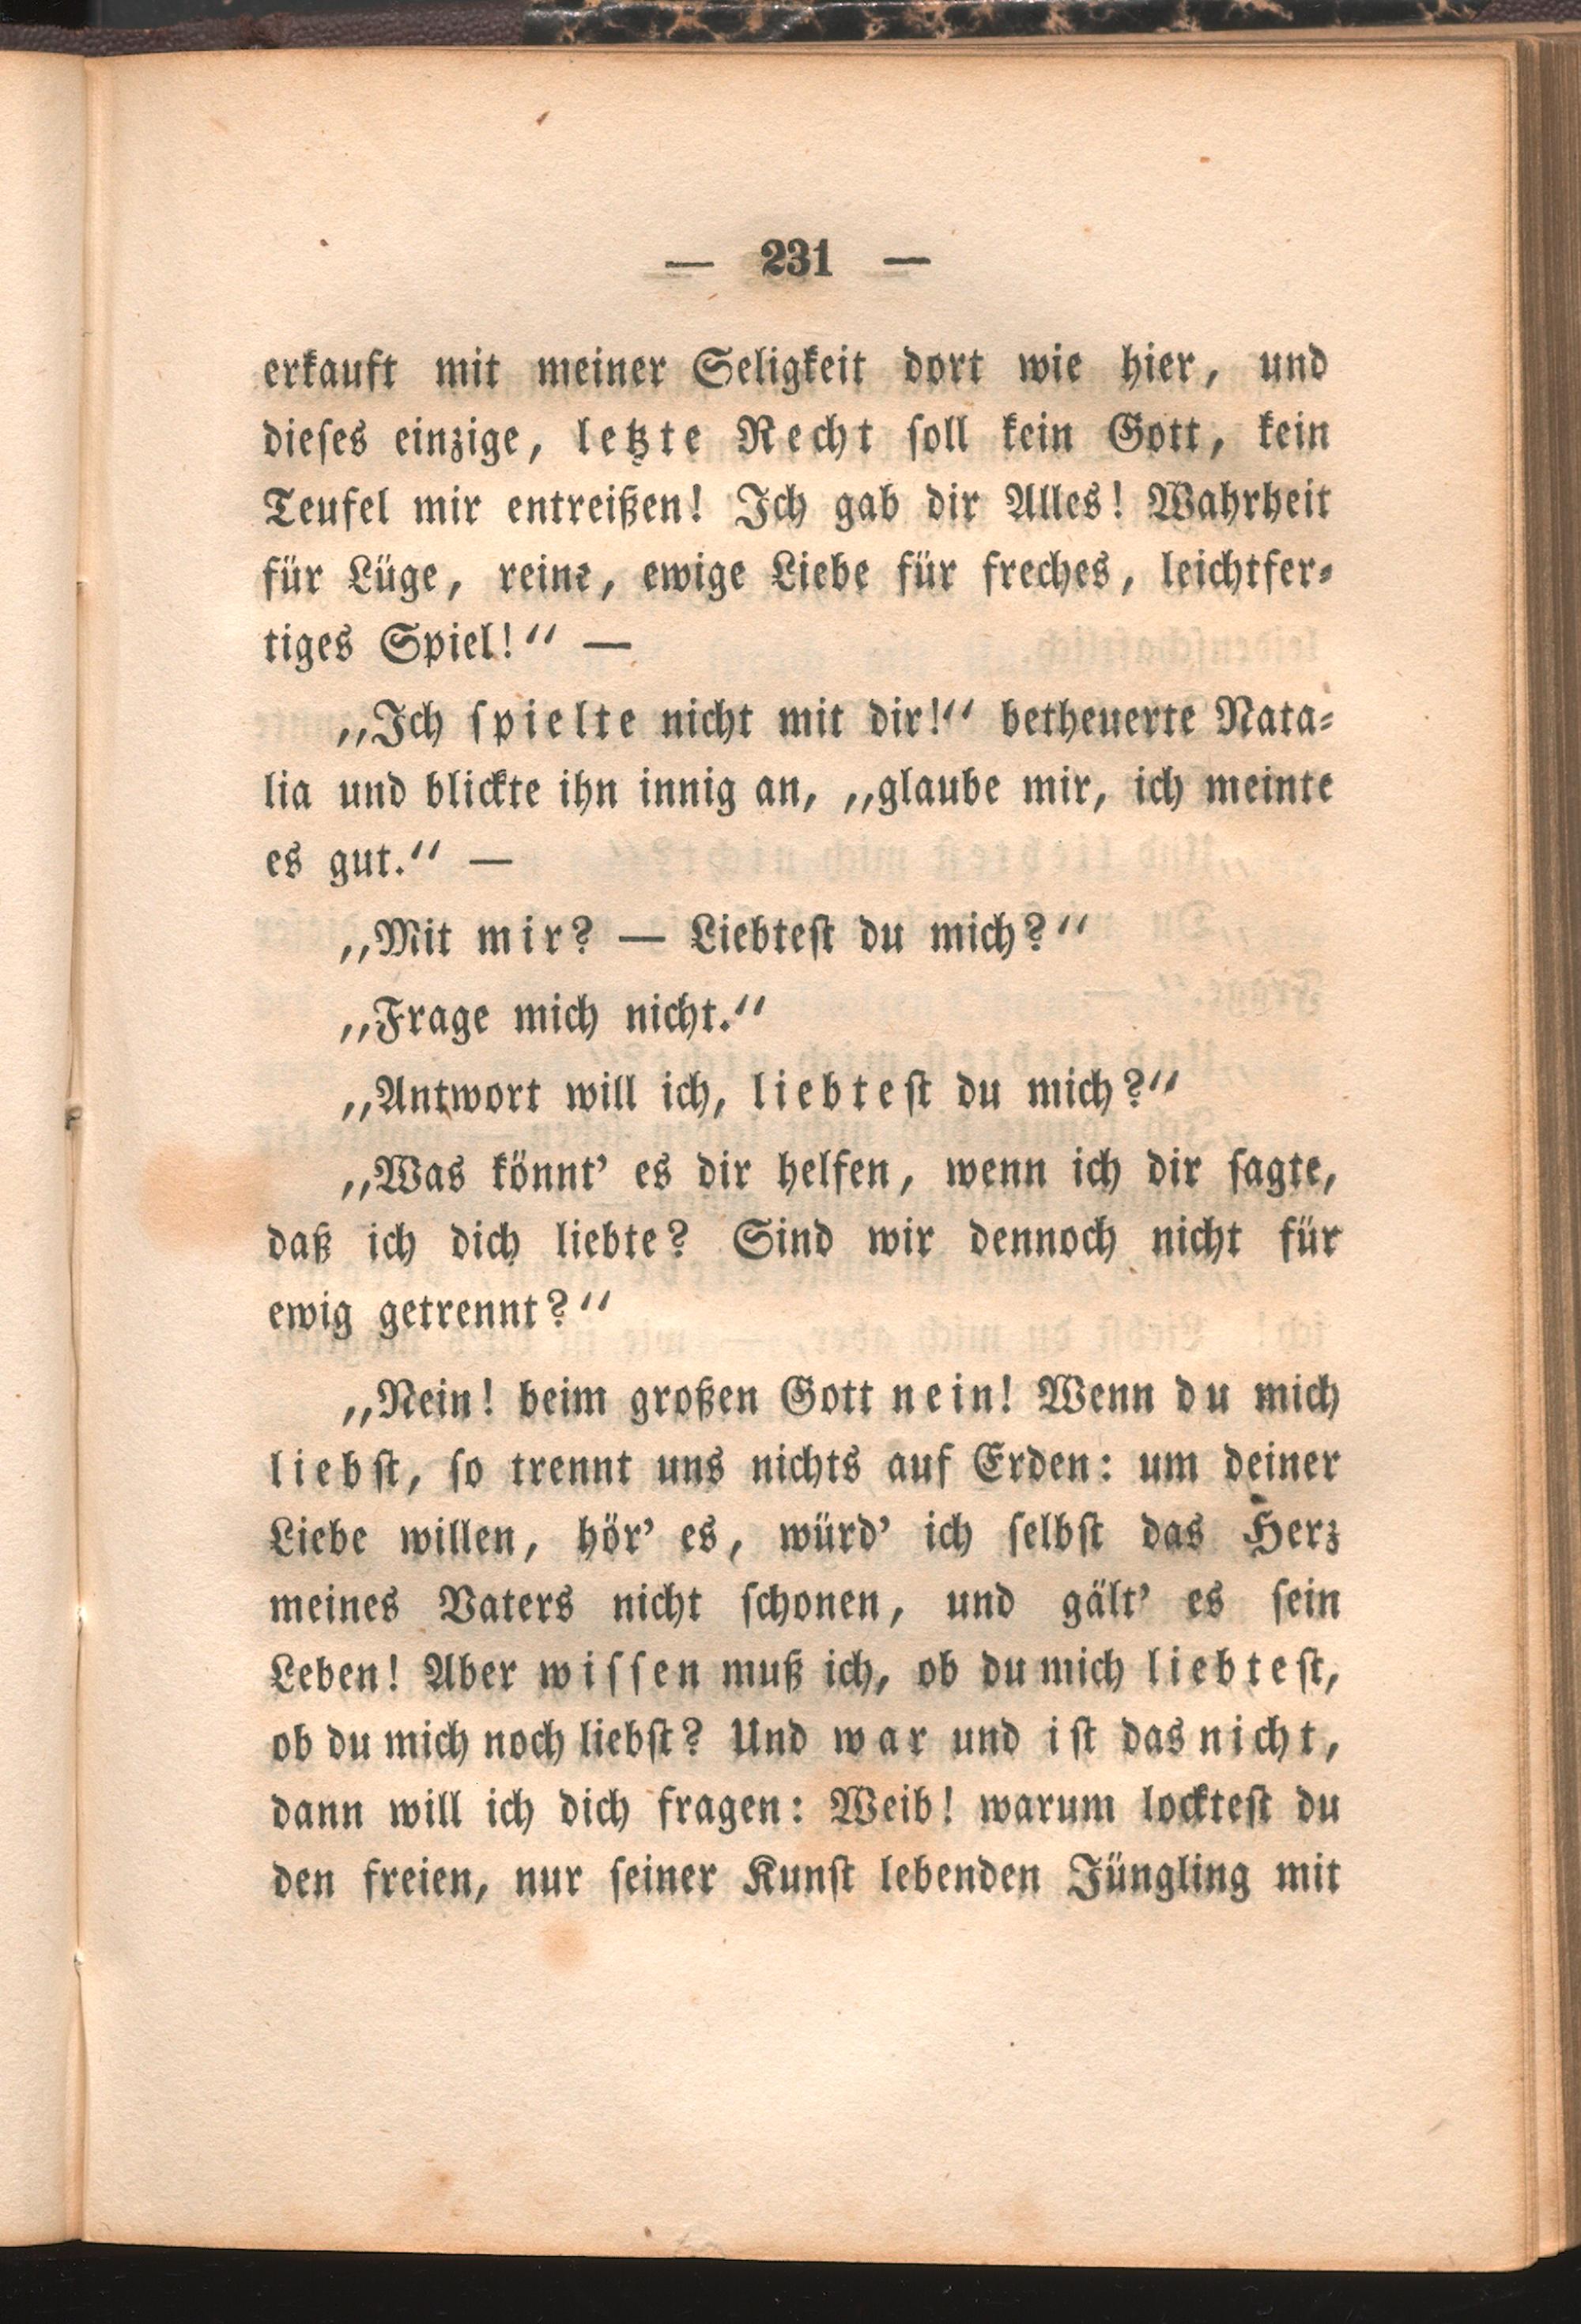 — 231 —
erkauft mit meiner Seligkeit dort wie hier, und
dieses einzige, letzte Recht soll kein Gott, kein
Teufel mir entreißen! Ich gab dir Alles! Wahrheit
für Lüge, reine, ewige Liebe für freches, leichtfer-
tiges Spiel!“ —
„Ich spielte nicht mit dir!“ betheuerte Nata-
lia und blickte ihn innig an, „glaube mir, ich meinte
es gut.“ —
„Mit mir? — Liebtest du mich?“
„Frage mich nicht.“
„Antwort will ich, liebtest du mich?“
„Was könnt’ es dir helfen, wenn ich dir sagte,
daß ich dich liebte? Sind wir dennoch nicht für
ewig getrennt?“
„Nein! beim großen Gott nein! Wenn du mich
liebst, so trennt uns nichts auf Erden: um deiner
Liebe willen, hör’ es, würd’ ich selbst das Herz
meines Vaters nicht schonen, und gält’ es sein
Leben! Aber wissen muß ich, ob du mich liebtest,
ob du mich noch liebst? Und war und ist das nicht,
dann will ich dich fragen: Weib! warum locktest du
den freien, nur seiner Kunst lebenden Jüngling mit